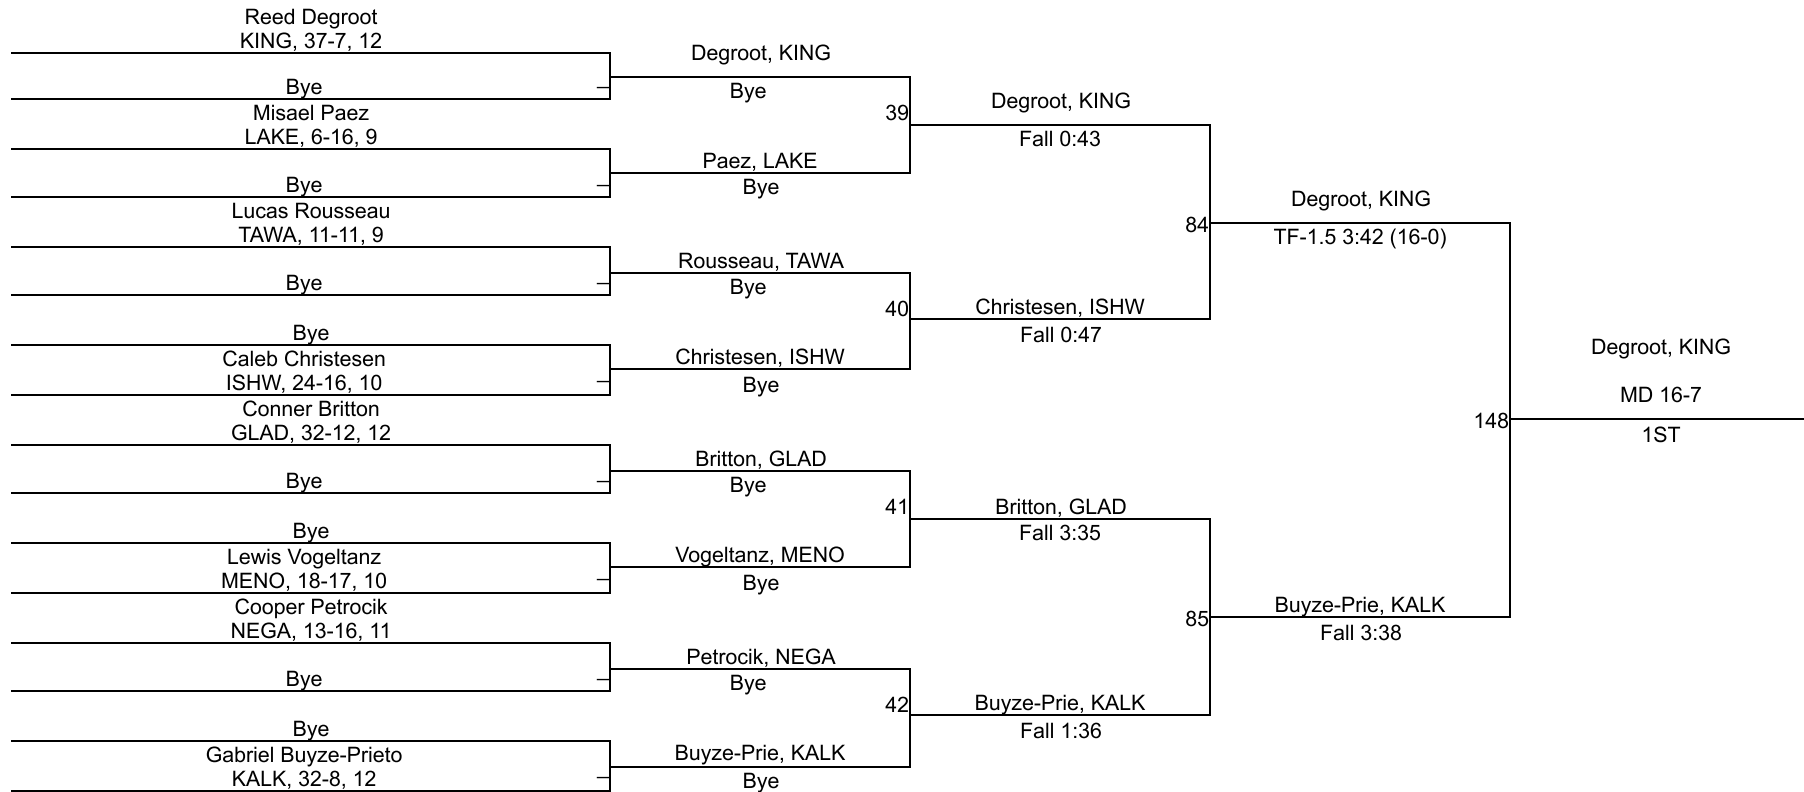 Reed Degroot
KING, 37-7, 12
Bye
Misael Paez
LAKE, 6-16, 9
Bye
Lucas Rousseau
TAWA, 11-11, 9
Bye
Bye
Caleb Christesen
ISHW, 24-16, 10
Conner Britton
GLAD, 32-12, 12
Bye
Bye
Lewis Vogeltanz
MENO, 18-17, 10
Cooper Petrocik
NEGA, 13-16, 11
Bye
Bye
Gabriel Buyze-Prieto
KALK, 32-8, 12
Degroot, KING
Bye
39
Paez, LAKE
Bye
Rousseau, TAWA
Bye
40
Christesen, ISHW
Bye
Britton, GLAD
Bye
41
Vogeltanz, MENO
Bye
Petrocik, NEGA
Bye
42
Buyze-Prie, KALK
Bye
Degroot, KING
Fall 0:43
84
Christesen, ISHW
Fall 0:47
Britton, GLAD
Fall 3:35
85
Buyze-Prie, KALK
Fall 1:36
Degroot, KING
TF-1.5 3:42 (16-0)
148
Buyze-Prie, KALK
Fall 3:38
Degroot, KING
MD 16-7
1ST